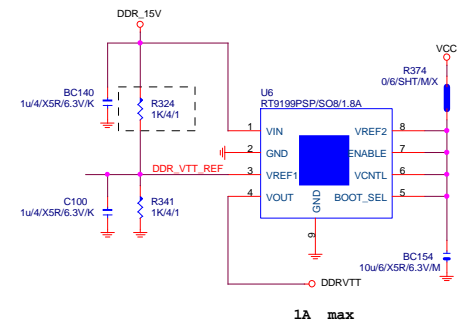 DDR_15V
VCC
R374
0/6/SHT/M/X
BC140
1u/4/X5R/6.3V/K
R324
1K/4/1
U6
RT9199PSP/SO8/1.8A
1 VIN VREF2 8
2 GND ENABLE 7
DDR_VTT_REF 3 VREF1 VCNTL 6
4 VOUT BOOT_SEL 5
GND
9
C100
1u/4/X5R/6.3V/K
R341
1K/4/1
BC154
10u/6/X5R/6.3V/M
DDRVTT
1A max